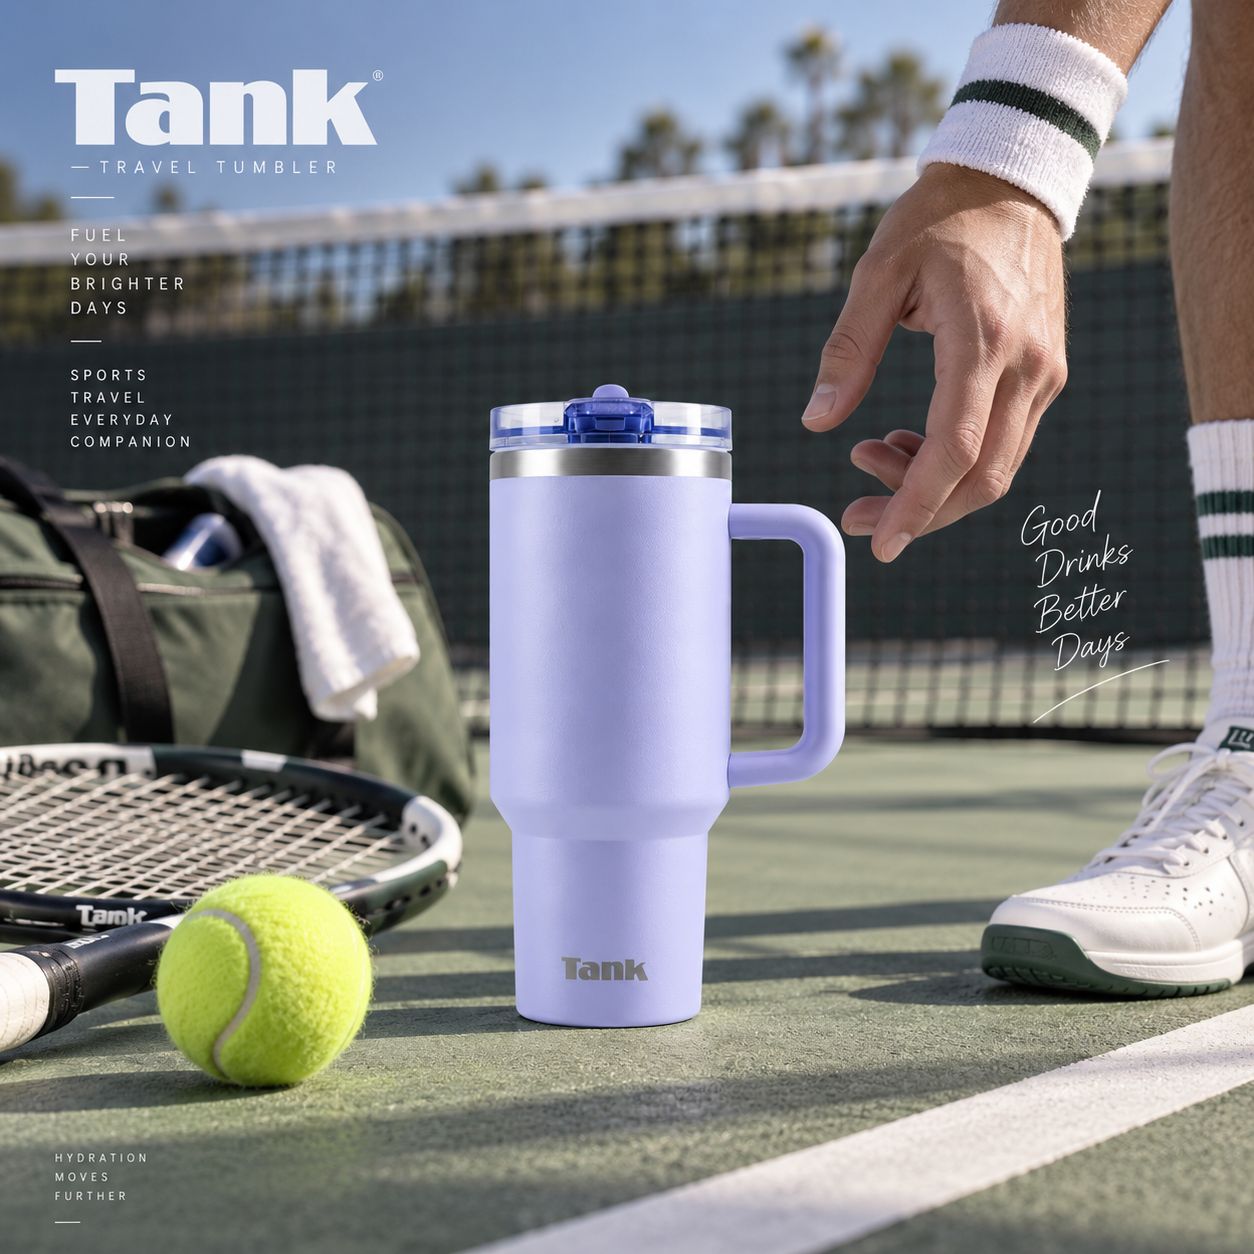 Tank®
TRAVEL TUMBLER
FUEL
YOUR
BRIGHTER
DAYS
SPORTS
TRAVEL
EVERYDAY
COMPANION
Good
Drinks
Better
Days
Wilson
Tank
Tank
HYDRATION
MOVES
FURTHER